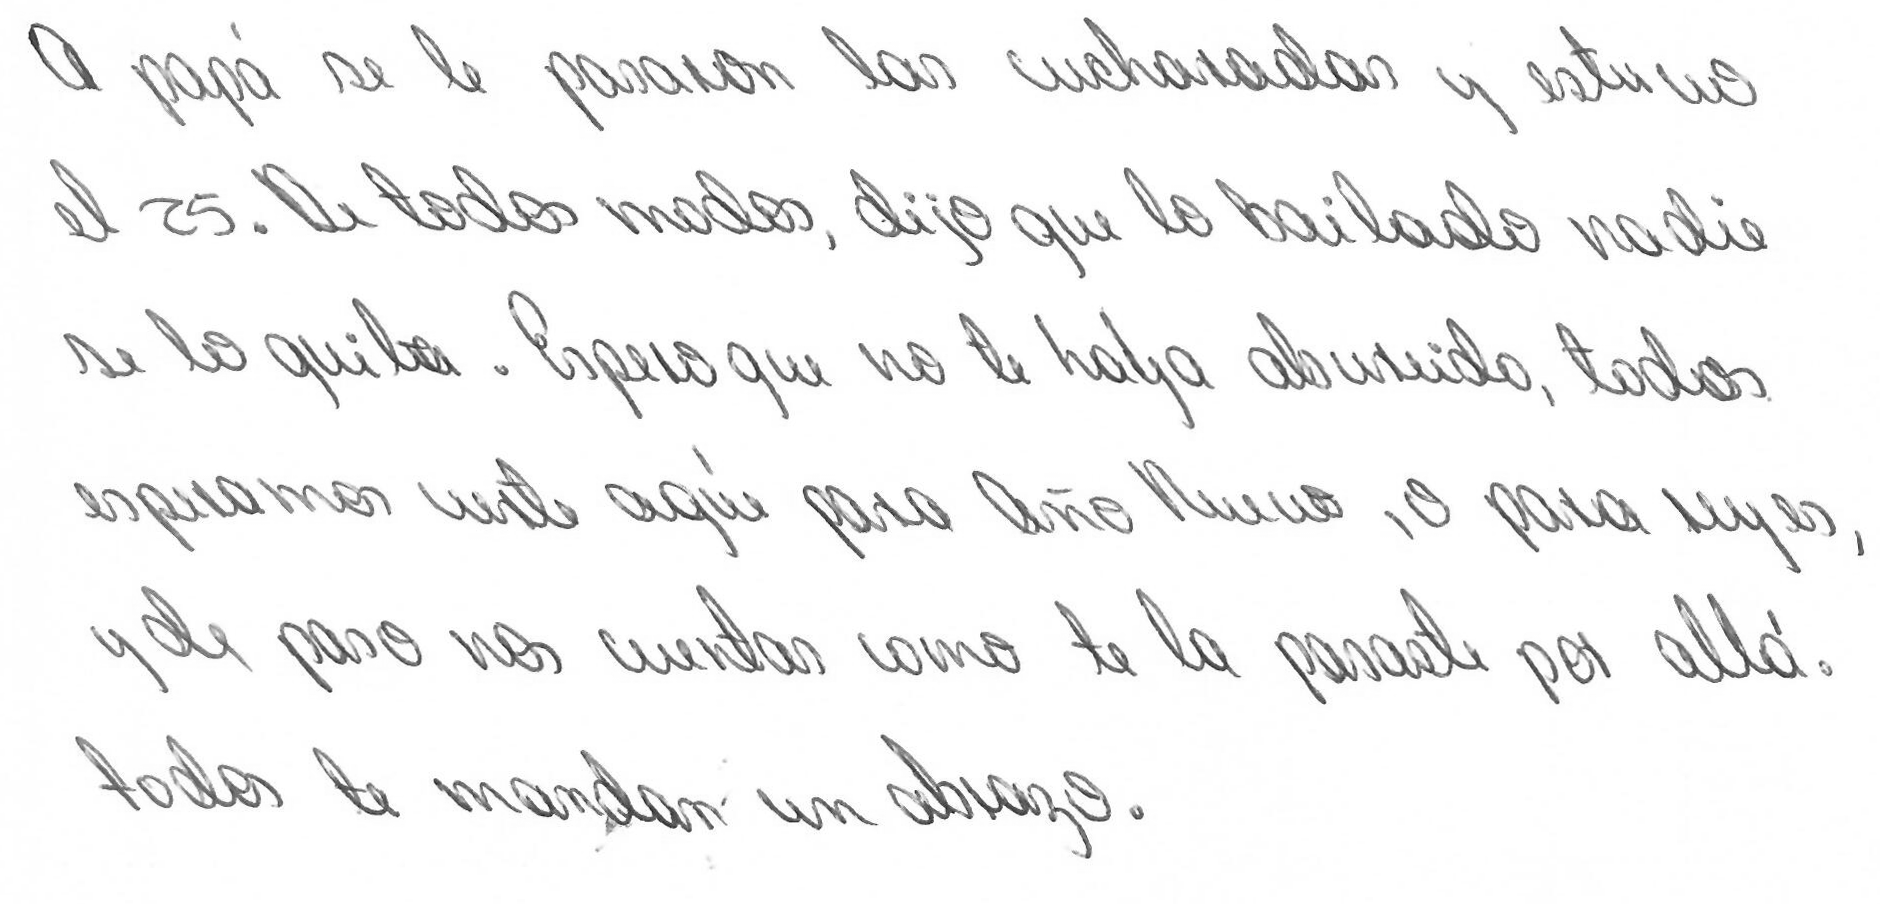 A papá se le pasaron las cucharadas y estuvo
el 25. De todos modos, dijo que lo bailado nadie
se lo quita. Espero que no te haya aburrido, todos
esperamos verte aquí para Año Nuevo, o para reyes,
y de paso nos cuentas como te la pasaste por allá.
todos te mandan un abrazo.